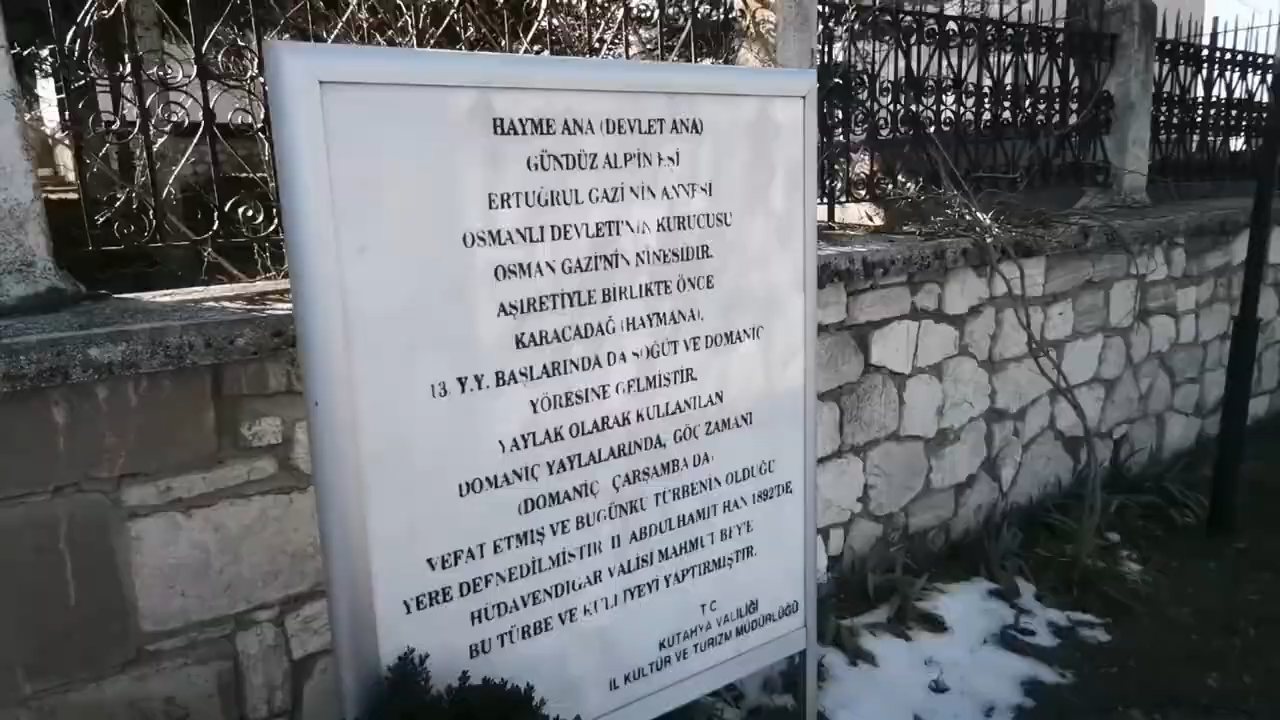 HAYME ANA (DEVLET ANA)
GÜNDÜZ ALP'İN EŞİ
ERTUĞRUL GAZİ'NİN ANNESİ
OSMANLI DEVLETİ'NİN KURUCUSU
OSMAN GAZİ'NİN NİNESİDİR.
AŞİRETİYLE BİRLİKTE ÖNCE
KARACADAĞ (HAYMANA),
13. Y.Y. BAŞLARINDA DA SÖĞÜT VE DOMANİÇ
YÖRESİNE GELMİŞTİR.
YAYLAK OLARAK KULLANILAN
DOMANİÇ YAYLALARINDA, GÖÇ ZAMANI
(DOMANİÇ ÇARŞAMBA'DA)
VEFAT ETMİŞ VE BUGÜNKÜ TÜRBENİN OLDUĞU
YERE DEFNEDİLMİŞTİR II ABDULHAMİT HAN 1892'DE,
HÜDAVENDİGAR VALİSİ MAHMUT BEY'E
BU TÜRBE VE KÜLLİYEYİ YAPTIRMIŞTIR.
T.C
KÜTAHYA VALİLİĞİ
İL KÜLTÜR VE TURİZM MÜDÜRLÜĞÜ